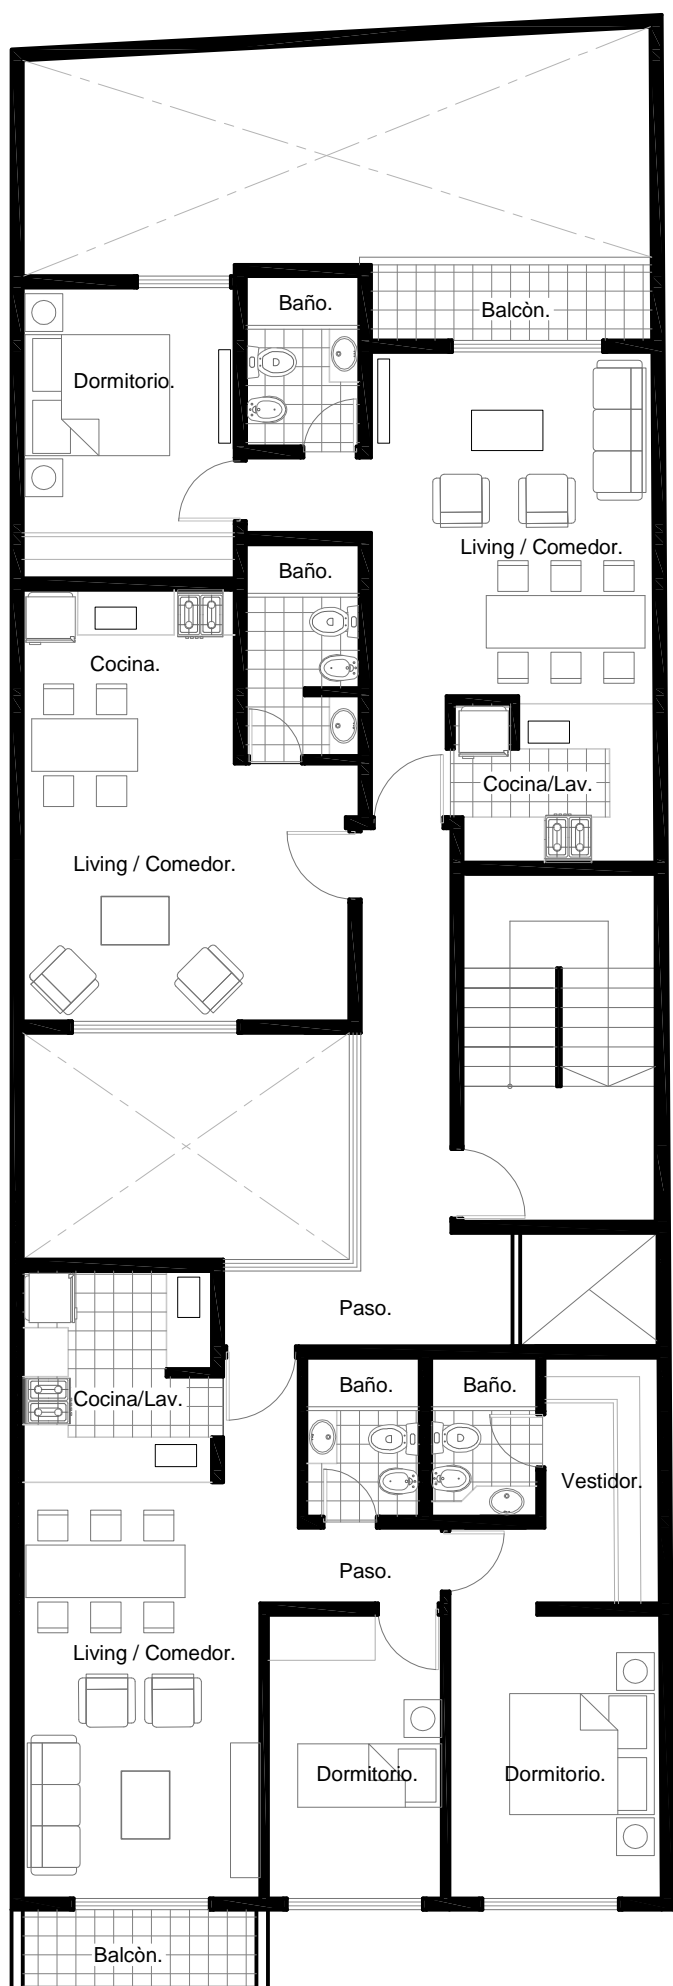 Baño.
Balcòn.
Dormitorio.
Living / Comedor.
Baño.
Cocina.
Cocina/Lav.
Living / Comedor.
Paso.
Baño.
Baño.
Cocina/Lav.
Vestidor.
Paso.
Living / Comedor.
Dormitorio.
Dormitorio.
Balcòn.